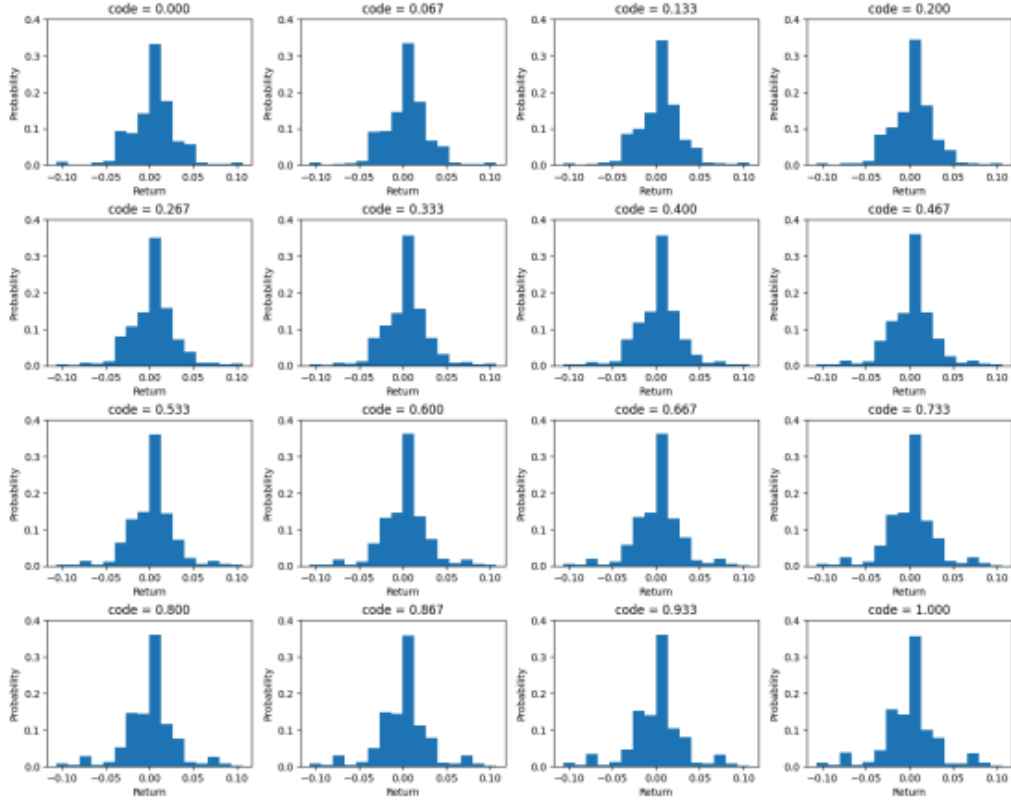 code = 0.000 code = 0.067 code = 0.133 code = 0.200
0.4 0.4 0.4 0.4
0.3 0.3 0.3 0.3
Probability Probability Probability Probability
0.2 0.2 0.2 0.2
0.1 0.1 0.1 0.1
0.0 0.0 0.0 0.0
−0.10 −0.05 0.00 0.05 0.10 −0.10 −0.05 0.00 0.05 0.10 −0.10 −0.05 0.00 0.05 0.10 −0.10 −0.05 0.00 0.05 0.10
Return Return Return Return
code = 0.267 code = 0.333 code = 0.400 code = 0.467
0.4 0.4 0.4 0.4
0.3 0.3 0.3 0.3
Probability Probability Probability Probability
0.2 0.2 0.2 0.2
0.1 0.1 0.1 0.1
0.0 0.0 0.0 0.0
−0.10 −0.05 0.00 0.05 0.10 −0.10 −0.05 0.00 0.05 0.10 −0.10 −0.05 0.00 0.05 0.10 −0.10 −0.05 0.00 0.05 0.10
Return Return Return Return
code = 0.533 code = 0.600 code = 0.667 code = 0.733
0.4 0.4 0.4 0.4
0.3 0.3 0.3 0.3
Probability Probability Probability Probability
0.2 0.2 0.2 0.2
0.1 0.1 0.1 0.1
0.0 0.0 0.0 0.0
−0.10 −0.05 0.00 0.05 0.10 −0.10 −0.05 0.00 0.05 0.10 −0.10 −0.05 0.00 0.05 0.10 −0.10 −0.05 0.00 0.05 0.10
Return Return Return Return
code = 0.800 code = 0.867 code = 0.933 code = 1.000
0.4 0.4 0.4 0.4
0.3 0.3 0.3 0.3
Probability Probability Probability Probability
0.2 0.2 0.2 0.2
0.1 0.1 0.1 0.1
0.0 0.0 0.0 0.0
−0.10 −0.05 0.00 0.05 0.10 −0.10 −0.05 0.00 0.05 0.10 −0.10 −0.05 0.00 0.05 0.10 −0.10 −0.05 0.00 0.05 0.10
Return Return Return Return